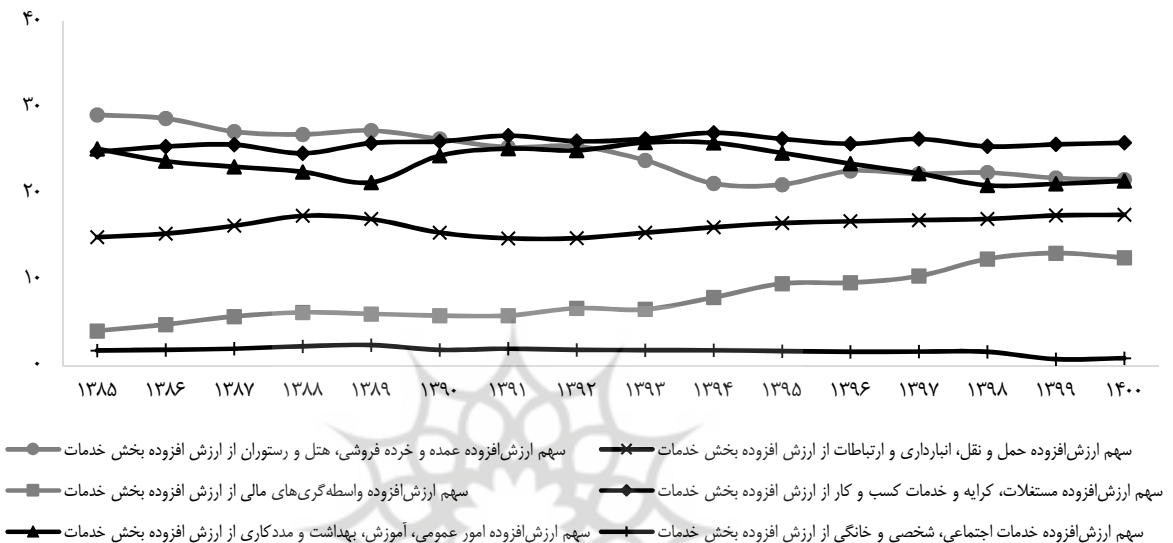 ۴۰
۳۰
۲۰
۱۰
۰
۱۳۸۵ ۱۳۸۶ ۱۳۸۷ ۱۳۸۸ ۱۳۸۹ ۱۳۹۰ ۱۳۹۱ ۱۳۹۲ ۱۳۹۳ ۱۳۹۴ ۱۳۹۵ ۱۳۹۶ ۱۳۹۷ ۱۳۹۸ ۱۳۹۹ ۱۴۰۰
سهم ارزش‌افزوده حمل و نقل، انبارداری و ارتباطات از ارزش افزوده بخش خدمات
سهم ارزش‌افزوده عمده و خرده فروشی، هتل و رستوران از ارزش افزوده بخش خدمات
سهم ارزش‌افزوده مستغلات، کرایه و خدمات کسب و کار از ارزش افزوده بخش خدمات
سهم ارزش‌افزوده واسطه‌گری‌های مالی از ارزش افزوده بخش خدمات
سهم ارزش‌افزوده خدمات اجتماعی، شخصی و خانگی از ارزش افزوده بخش خدمات
سهم ارزش‌افزوده امور عمومی، آموزش، بهداشت و مددکاری از ارزش افزوده بخش خدمات